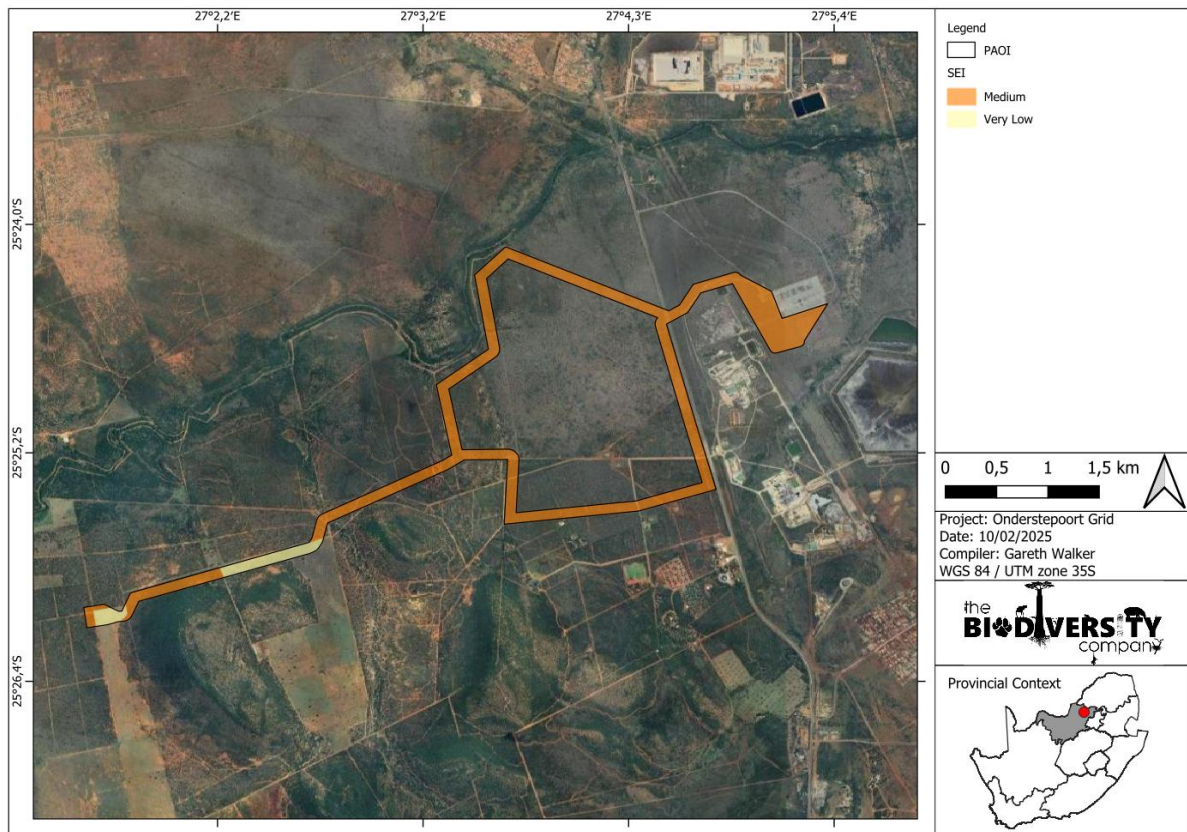 27°2,2'E
27°3,2'E
27°4,3'E
27°5,4'E
25°24,0'S
25°25,2'S
25°26,4'S
Legend
PAOI
SEI
Medium
Very Low
0 0,5 1 1,5 km
Project: Onderstepoort Grid
Date: 10/02/2025
Compiler: Gareth Walker
WGS 84 / UTM zone 35S
the
BIODIVERSITY
company
Provincial Context